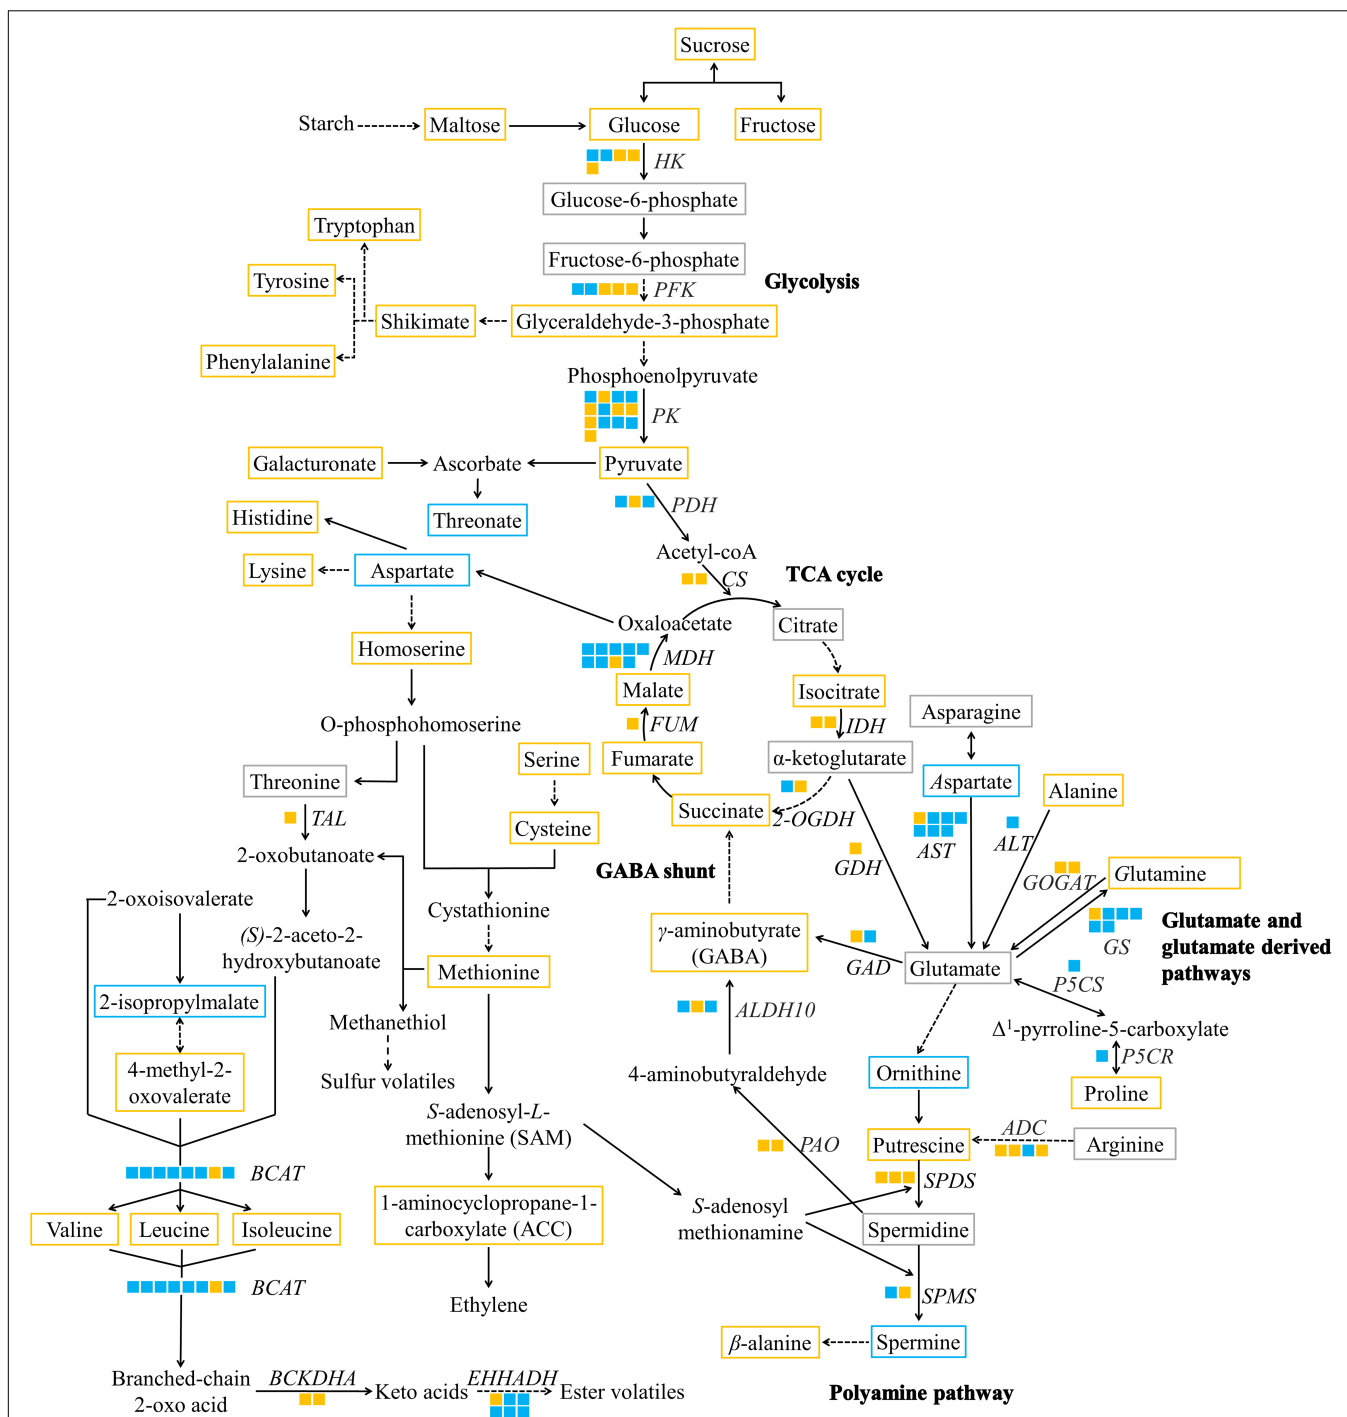 Sucrose
Starch
Maltose
Glucose
Fructose
HK
Glucose-6-phosphate
Tryptophan
Fructose-6-phosphate
Tyrosine
PFK
Glycolysis
Shikimate
Glyceraldehyde-3-phosphate
Phenylalanine
Phosphoenolpyruvate
PK
Galacturonate
Ascorbate
Pyruvate
PDH
Histidine
Threonate
Acetyl-coA
Lysine
Aspartate
CS
TCA cycle
Oxaloacetate
Citrate
Homoserine
MDH
Malate
Isocitrate
O-phosphohomoserine
FUM
IDH
Asparagine
Serine
Fumarate
α-ketoglutarate
Threonine
Aspartate
Alanine
Succinate
2-OGDH
TAL
Cysteine
AST
ALT
2-oxobutanoate
GABA shunt
GDH
GOGAT
Glutamine
2-oxoisovalerate
Cystathionine
(S)-2-aceto-2-
hydroxybutanoate
γ-aminobutyrate
(GABA)
GAD
Glutamate
GS
Glutamate and
glutamate derived
pathways
Methionine
P5CS
2-isopropylmalate
Methanethiol
ALDH10
Δ1-pyrroline-5-carboxylate
P5CR
4-methyl-2-
oxovalerate
Sulfur volatiles
4-aminobutyraldehyde
Ornithine
Proline
S-adenosyl-L-
methionine (SAM)
PAO
Putrescine
ADC
Arginine
BCAT
SPDS
1-aminocyclopropane-1-
carboxylate (ACC)
S-adenosyl
methionamine
Valine
Leucine
Isoleucine
Spermidine
BCAT
Ethylene
SPMS
β-alanine
Spermine
Branched-chain
2-oxo acid
BCKDHA
Keto acids
EHHADH
Ester volatiles
Polyamine pathway